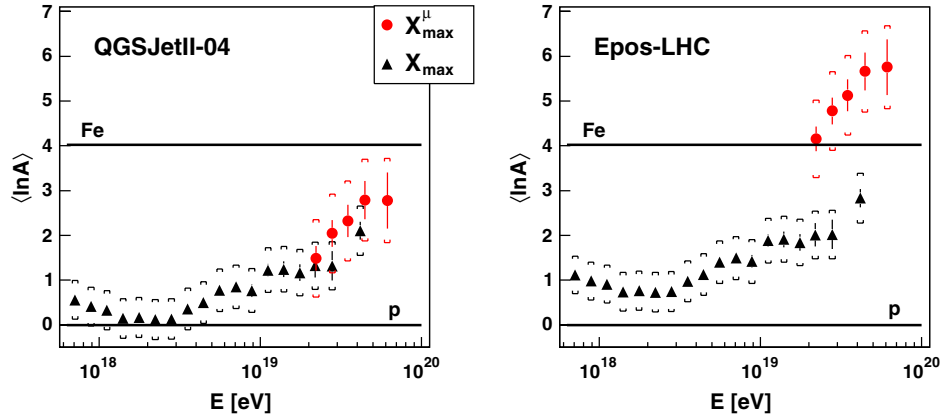 7
6
5
4
3
2
1
0
⟨lnA⟩
QGSJetII-04
X^μ_max
X_max
Fe
p
10^18
10^19
10^20
E [eV]
7
6
5
4
3
2
1
0
⟨lnA⟩
Epos-LHC
Fe
p
10^18
10^19
10^20
E [eV]